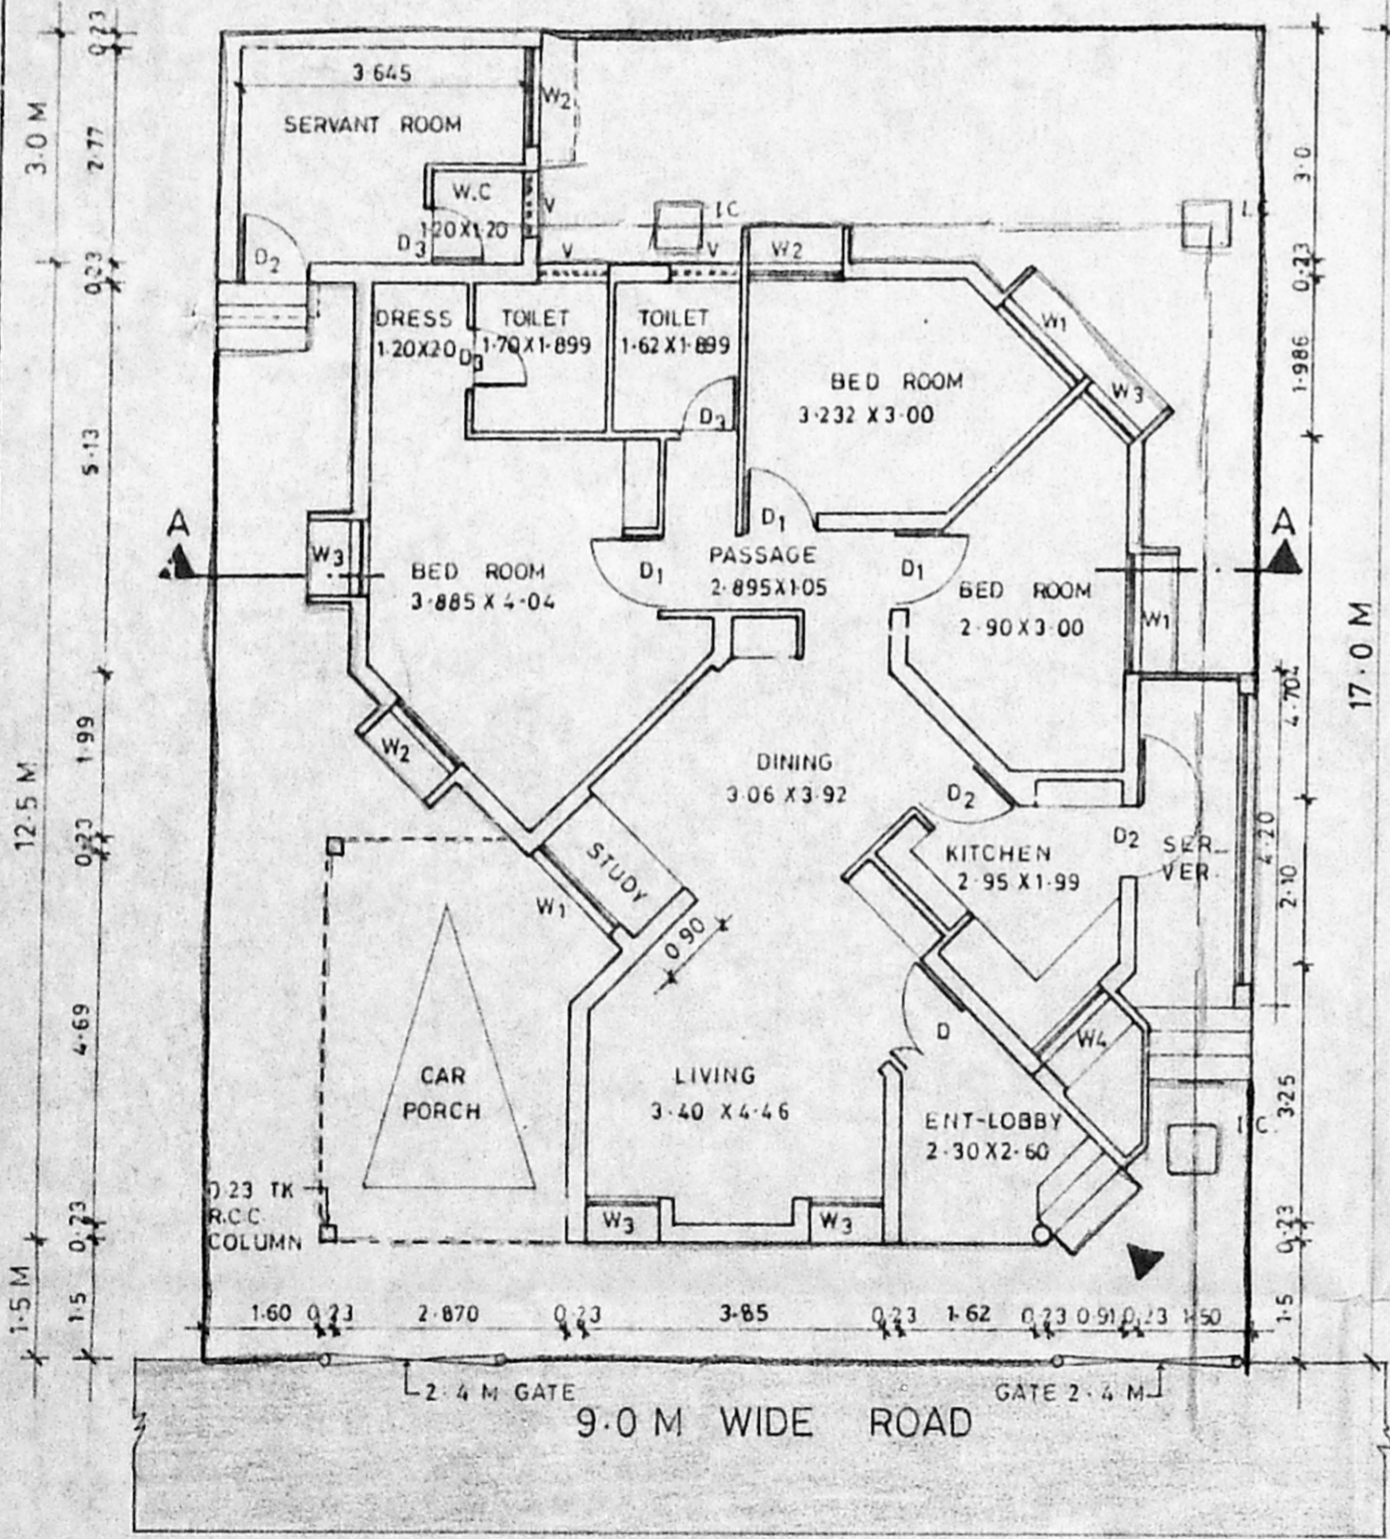 3·645
SERVANT ROOM
W2
W.C
1·20X1·20
V
D3
D2
I.C
V
V
W2
I.C
DRESS
1·20X2·0
D3
TOILET
1·70X1·899
TOILET
1·62X1·899
D3
W1
W3
BED ROOM
3·232 X 3·00
D1
A
W3
BED ROOM
3·885 X 4·04
D1
PASSAGE
2·895X1·05
D1
BED ROOM
2·90 X 3·00
W1
A
W2
DINING
3·06 X 3·92
D2
D2
SER-
VER.
KITCHEN
2·95 X 1·99
STUDY
W1
0·90
CAR
PORCH
LIVING
3·40 X 4·46
D
W4
ENT-LOBBY
2·30X2·60
I.C
0·23 TK
R.C.C.
COLUMN
W3
W3
3·0 M
12·5 M
1·5 M
0·23
2·77
0·23
5·13
1·99
0·23
4·69
0·23
1·5
3·0
0·23
1·986
4·704
4·20
2·10
3·25
0·23
1·5
17·0 M
1·60 0·23 2·870 0·23 3·85 0·23 1·62 0·23 0·91 0·23 1·50
2·4 M GATE
GATE 2·4 M
9·0 M WIDE ROAD